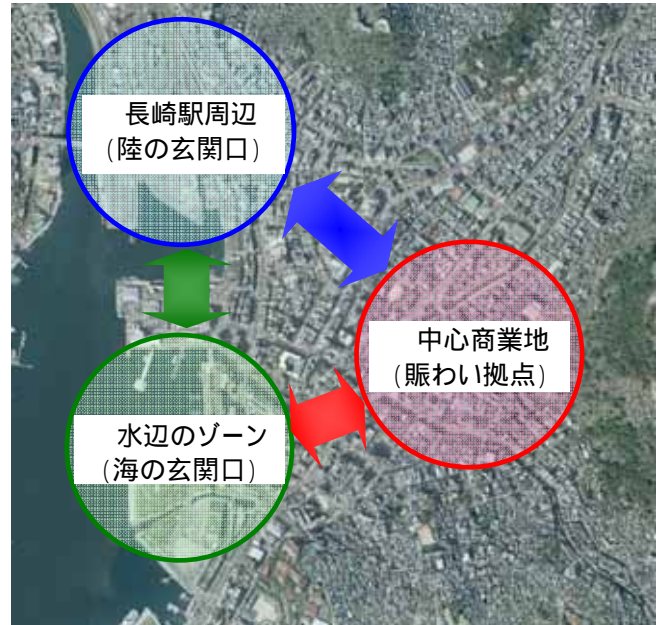 長崎駅周辺
(陸の玄関口)
中心商業地
(賑わい拠点)
水辺のゾーン
(海の玄関口)